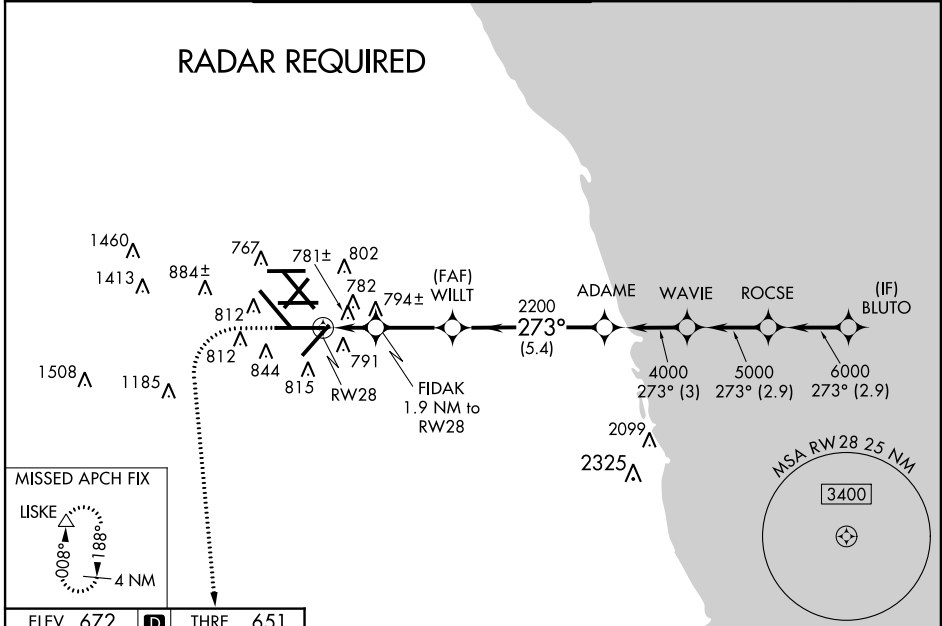 RADAR REQUIRED
1460
767
781±
802
1413
884±
782
794±
(FAF)
WILLT
2200
273°
(5.4)
ADAME
WAVIE
ROCSE
(IF)
BLUTO
812
812
844
815
791
RW28
FIDAK
1.9 NM to
RW28
4000
273° (3)
5000
273° (2.9)
6000
273° (2.9)
1508
1185
2099
2325
MISSED APCH FIX
LISKE
008°
188°
4 NM
MSA RW 28 25 NM
3400
ELEV 672
D
THRE 651